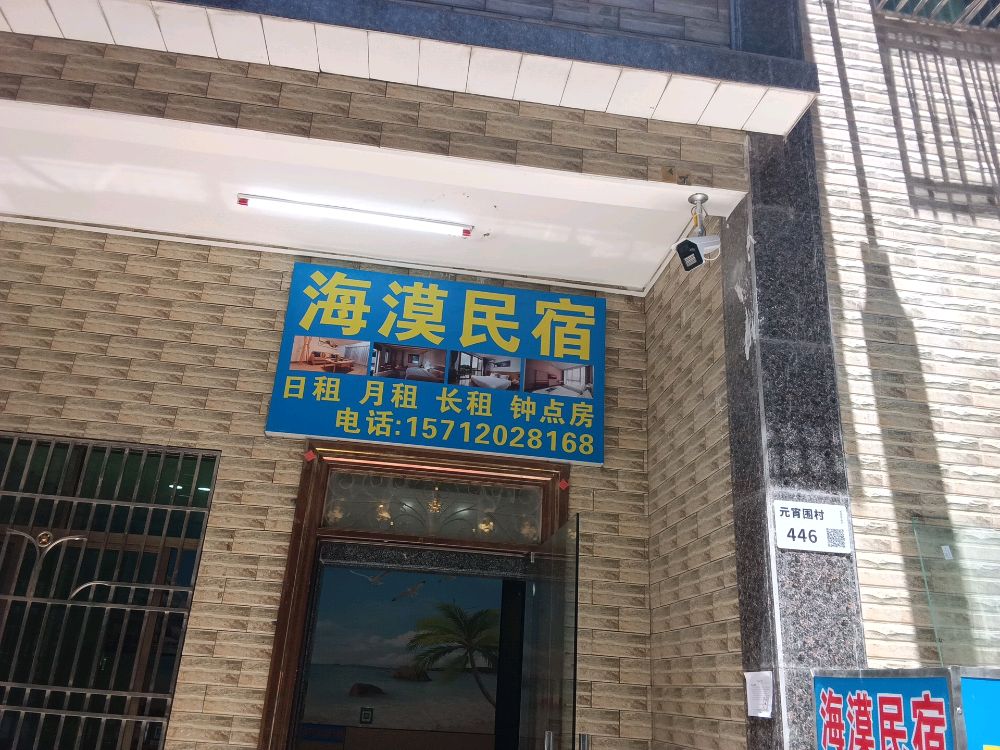 海漠民宿
日租 月租 长租 钟点房
电话:15712028168
元宵围村
446
海漠民宿